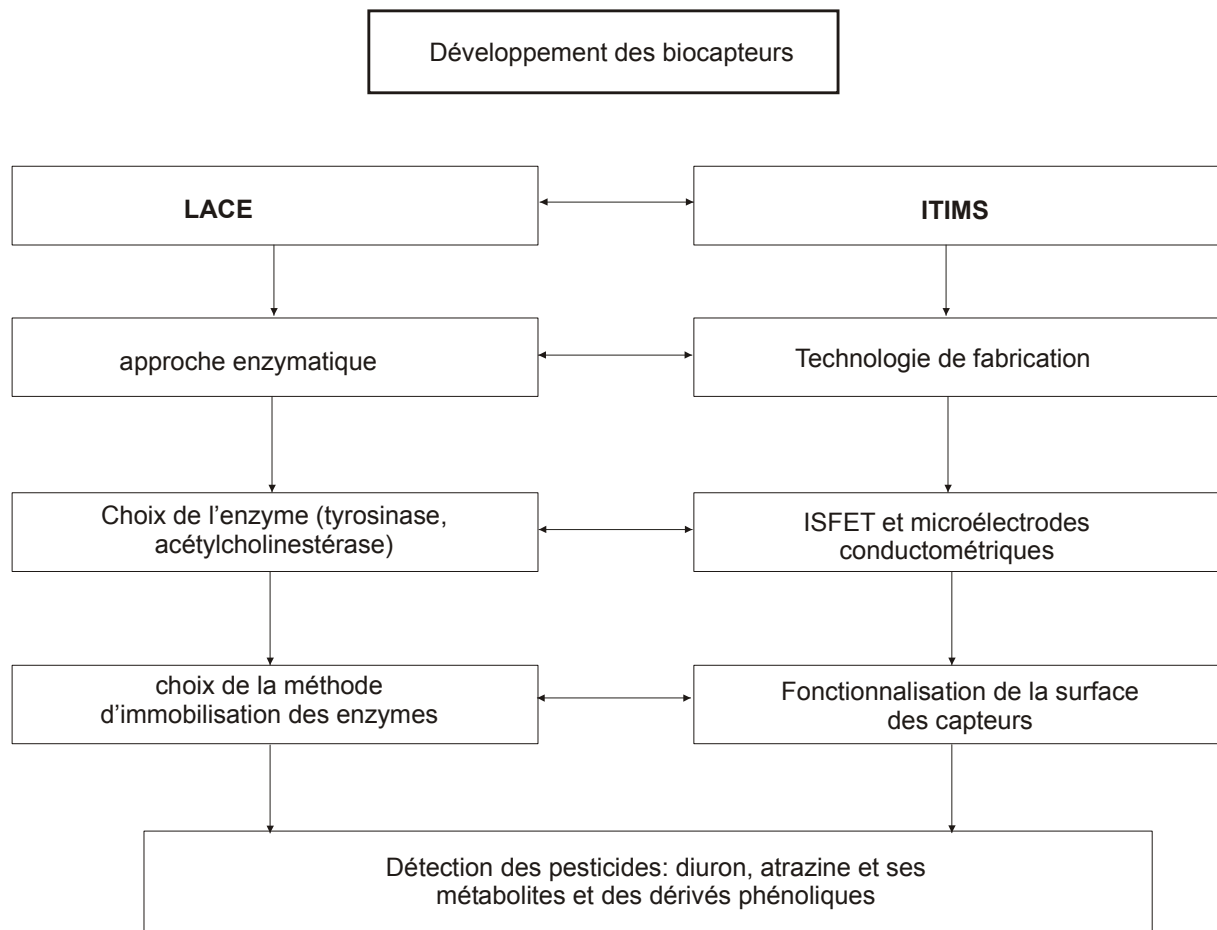 Développement des biocapteurs
LACE
ITIMS
approche enzymatique
Technologie de fabrication
Choix de l’enzyme (tyrosinase,
acétylcholinestérase)
ISFET et microélectrodes
conductométriques
choix de la méthode
d’immobilisation des enzymes
Fonctionnalisation de la surface
des capteurs
Détection des pesticides: diuron, atrazine et ses
métabolites et des dérivés phénoliques